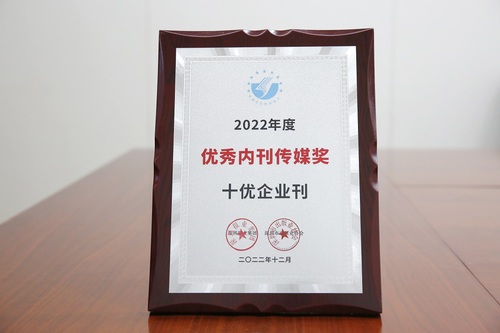 2022年度
优秀内刊传媒奖
十优企业刊
二〇二二年十二月